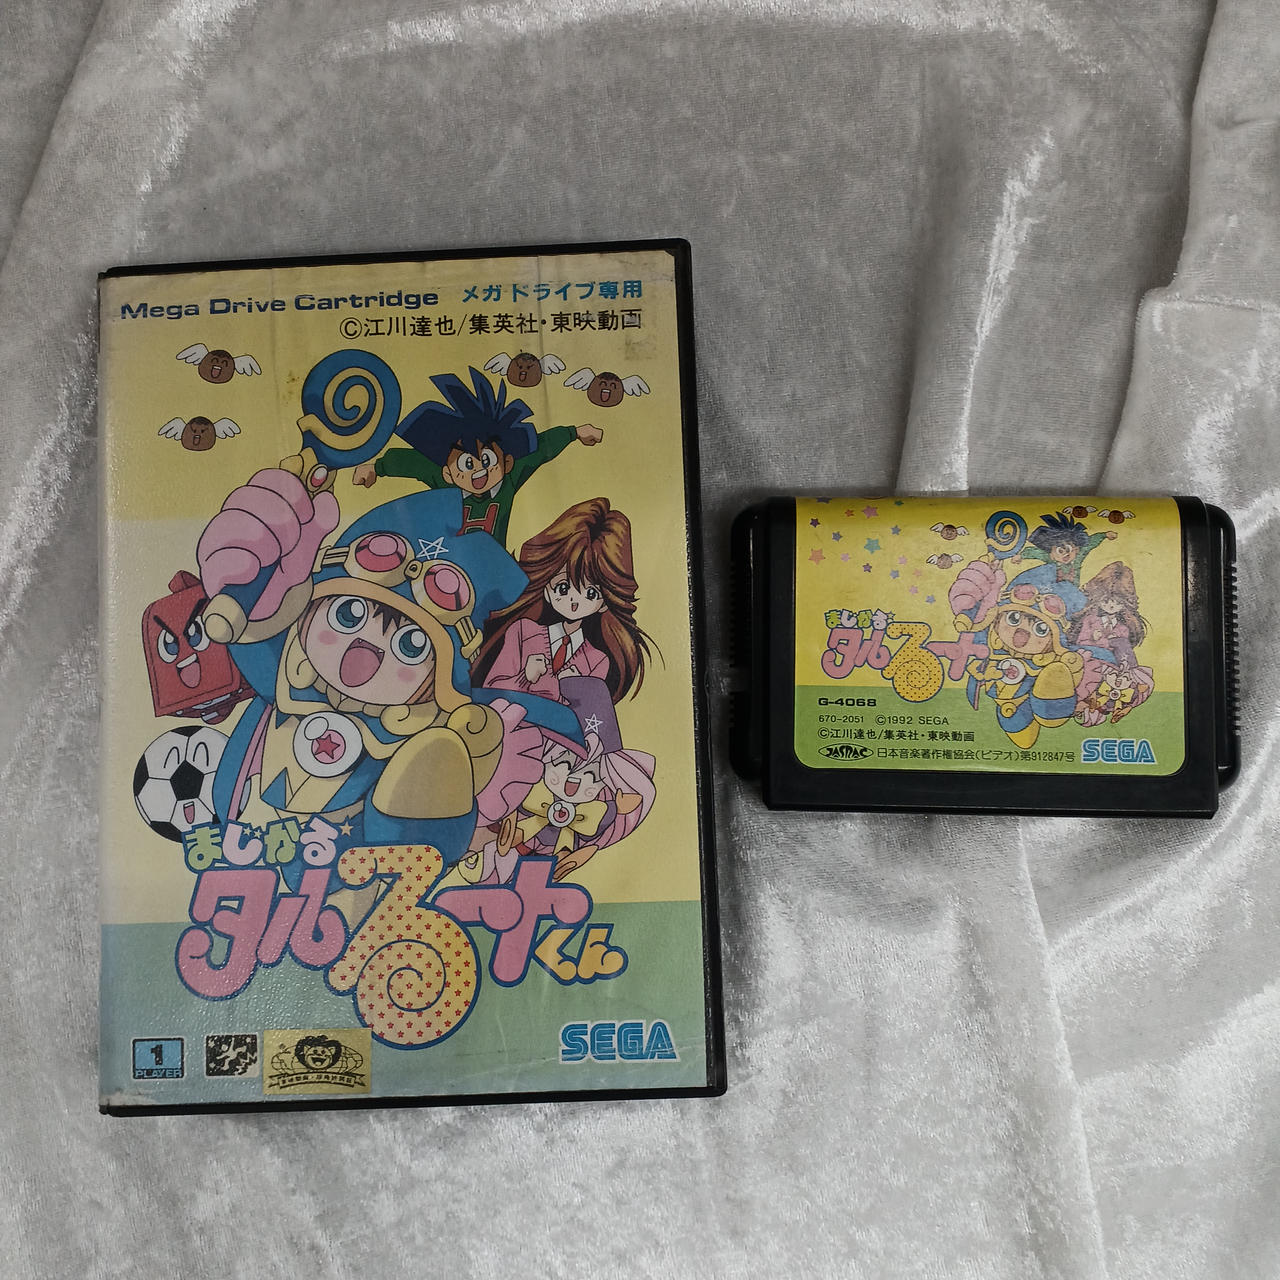 Mega Drive Cartridge メガドライブ専用
©江川達也/集英社・東映動画
H
まじかる
タルるートくん
1
PLAYER
SEGA
まじかる
タルるート
G-4068
670-2051 ©1992 SEGA
©江川達也/集英社・東映動画
JASRAC 日本音楽著作権協会(ビデオ)第912847号
SEGA